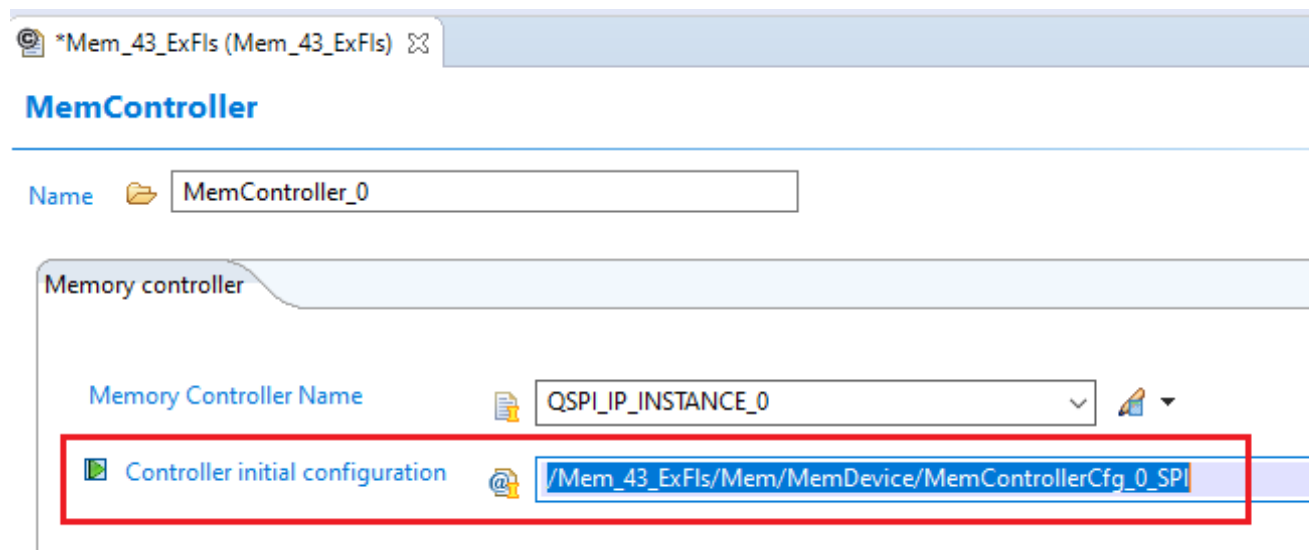 *Mem_43_ExFls (Mem_43_ExFls)
MemController
Name MemController_0
Memory controller
Memory Controller Name QSPI_IP_INSTANCE_0
Controller initial configuration /Mem_43_ExFls/Mem/MemDevice/MemControllerCfg_0_SPI